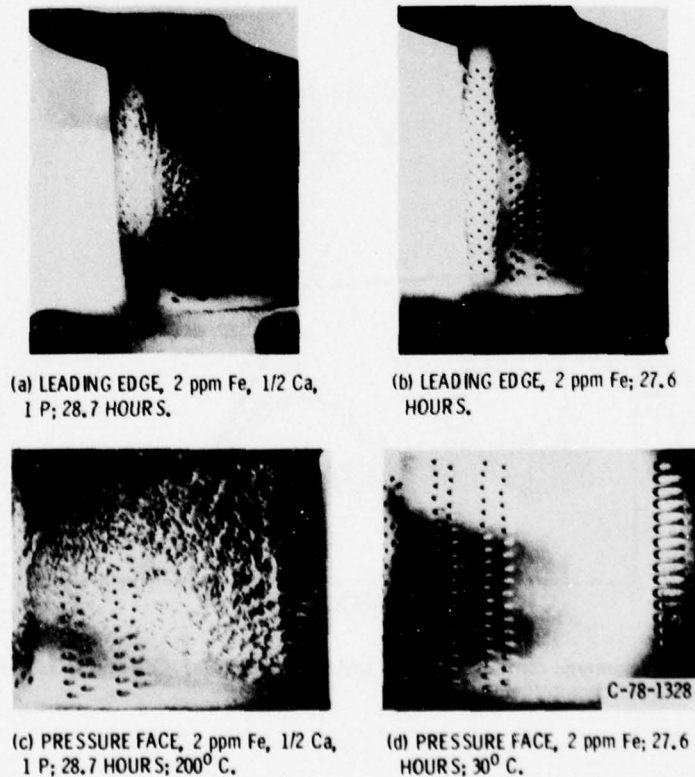 (a) LEADING EDGE, 2 ppm Fe, 1/2 Ca,
1 P; 28.7 HOURS.
(b) LEADING EDGE, 2 ppm Fe; 27.6
HOURS.
C-78-1328
(c) PRESSURE FACE, 2 ppm Fe, 1/2 Ca,
1 P; 28.7 HOURS; 200⁰ C.
(d) PRESSURE FACE, 2 ppm Fe; 27.6
HOURS; 30⁰ C.